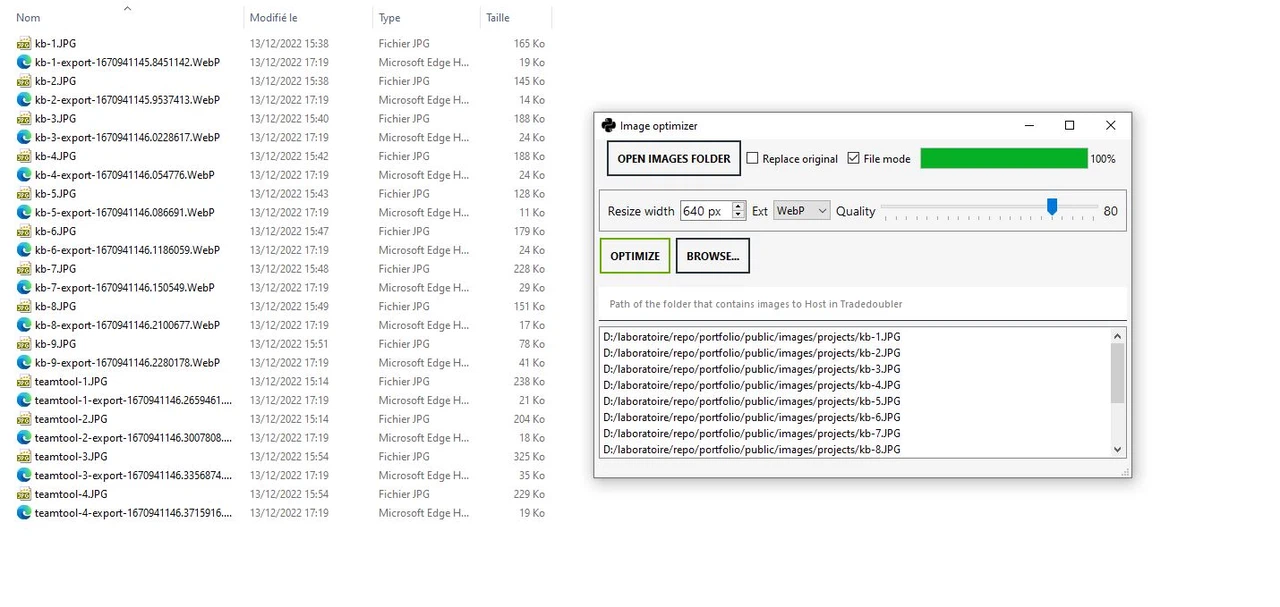 Nom Modifié le Type Taille
kb-1.JPG 13/12/2022 15:38 Fichier JPG 165 Ko
kb-1-export-1670941145.8451142.WebP 13/12/2022 17:19 Microsoft Edge H... 19 Ko
kb-2.JPG 13/12/2022 15:38 Fichier JPG 145 Ko
kb-2-export-1670941145.9537413.WebP 13/12/2022 17:19 Microsoft Edge H... 14 Ko
kb-3.JPG 13/12/2022 15:40 Fichier JPG 188 Ko
kb-3-export-1670941146.0228617.WebP 13/12/2022 17:19 Microsoft Edge H... 24 Ko
kb-4.JPG 13/12/2022 15:42 Fichier JPG 188 Ko
kb-4-export-1670941146.054776.WebP 13/12/2022 17:19 Microsoft Edge H... 24 Ko
kb-5.JPG 13/12/2022 15:43 Fichier JPG 128 Ko
kb-5-export-1670941146.086691.WebP 13/12/2022 17:19 Microsoft Edge H... 11 Ko
kb-6.JPG 13/12/2022 15:47 Fichier JPG 179 Ko
kb-6-export-1670941146.1186059.WebP 13/12/2022 17:19 Microsoft Edge H... 24 Ko
kb-7.JPG 13/12/2022 15:48 Fichier JPG 228 Ko
kb-7-export-1670941146.150549.WebP 13/12/2022 17:19 Microsoft Edge H... 29 Ko
kb-8.JPG 13/12/2022 15:49 Fichier JPG 151 Ko
kb-8-export-1670941146.2100677.WebP 13/12/2022 17:19 Microsoft Edge H... 17 Ko
kb-9.JPG 13/12/2022 15:51 Fichier JPG 78 Ko
kb-9-export-1670941146.2280178.WebP 13/12/2022 17:19 Microsoft Edge H... 41 Ko
teamtool-1.JPG 13/12/2022 15:14 Fichier JPG 238 Ko
teamtool-1-export-1670941146.2659461.... 13/12/2022 17:19 Microsoft Edge H... 21 Ko
teamtool-2.JPG 13/12/2022 15:14 Fichier JPG 204 Ko
teamtool-2-export-1670941146.3007808.... 13/12/2022 17:19 Microsoft Edge H... 18 Ko
teamtool-3.JPG 13/12/2022 15:54 Fichier JPG 325 Ko
teamtool-3-export-1670941146.3356874.... 13/12/2022 17:19 Microsoft Edge H... 35 Ko
teamtool-4.JPG 13/12/2022 15:54 Fichier JPG 229 Ko
teamtool-4-export-1670941146.3715916.... 13/12/2022 17:19 Microsoft Edge H... 19 Ko
Image optimizer
OPEN IMAGES FOLDER Replace original File mode 100%
Resize width 640 px Ext WebP Quality 80
OPTIMIZE BROWSE...
Path of the folder that contains images to Host in Tradedoubler
D:/laboratoire/repo/portfolio/public/images/projects/kb-1.JPG
D:/laboratoire/repo/portfolio/public/images/projects/kb-2.JPG
D:/laboratoire/repo/portfolio/public/images/projects/kb-3.JPG
D:/laboratoire/repo/portfolio/public/images/projects/kb-4.JPG
D:/laboratoire/repo/portfolio/public/images/projects/kb-5.JPG
D:/laboratoire/repo/portfolio/public/images/projects/kb-6.JPG
D:/laboratoire/repo/portfolio/public/images/projects/kb-7.JPG
D:/laboratoire/repo/portfolio/public/images/projects/kb-8.JPG